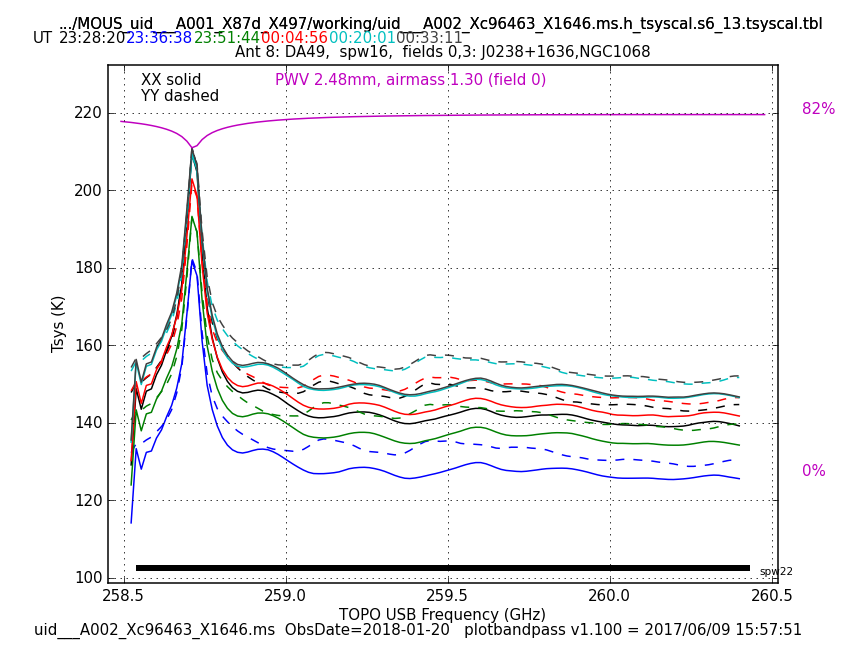 .../MOUS_uid___A001_X87d_X497/working/uid___A002_Xc96463_X1646.ms.h_tsyscal.s6_13.tsyscal.tbl
UT 23:28:20 23:36:38 23:51:44 00:04:56 00:20:01 00:33:11
Ant 8: DA49, spw16, fields 0,3: J0238+1636,NGC1068
XX solid PWV 2.48mm, airmass 1.30 (field 0)
YY dashed
82%
220
200
180
160
140
120
100
Tsys (K)
0%
spw22
258.5 259.0 259.5 260.0 260.5
TOPO USB Frequency (GHz)
uid___A002_Xc96463_X1646.ms ObsDate=2018-01-20 plotbandpass v1.100 = 2017/06/09 15:57:51